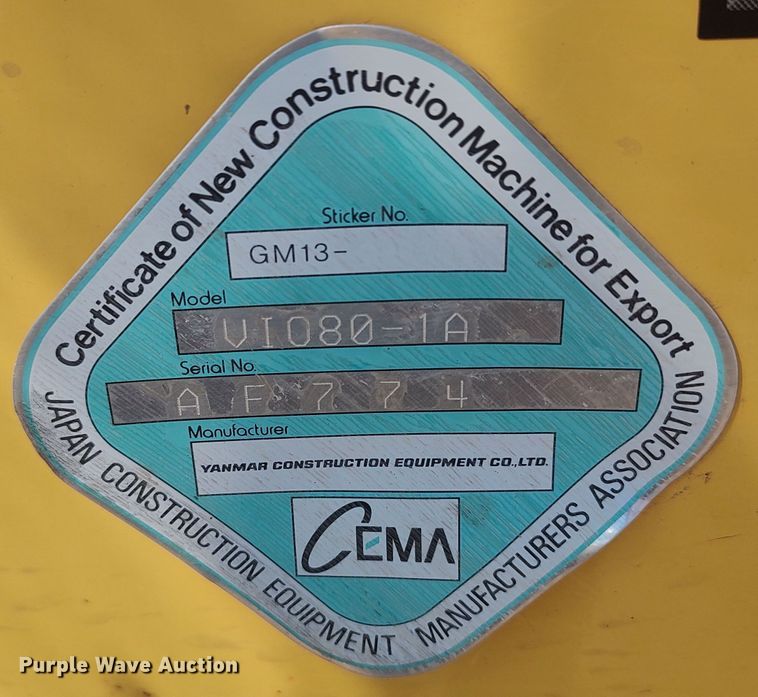 Certificate of New Construction Machine for Export
Sticker No.
GM13-
Model
VIO80-1A
Serial No.
A F 7 7 4
Manufacturer
YANMAR CONSTRUCTION EQUIPMENT CO.,LTD.
CEMA
JAPAN CONSTRUCTION EQUIPMENT MANUFACTURERS ASSOCIATION
Purple Wave Auction